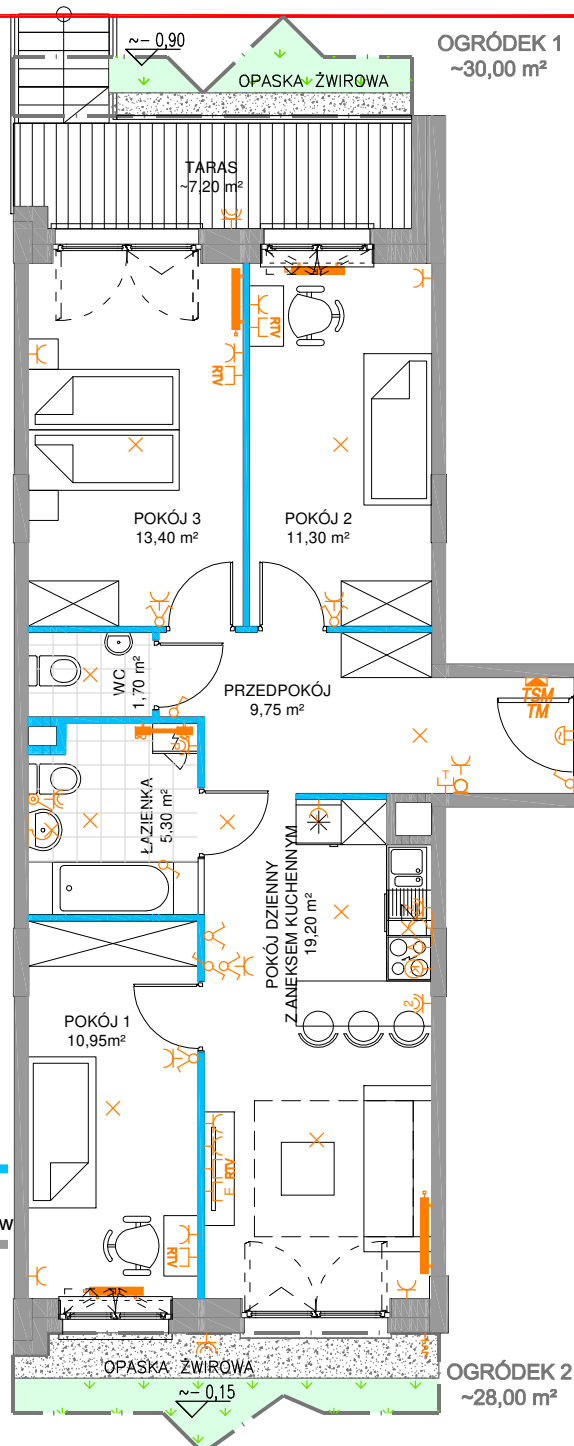 OGRÓDEK 1
~30,00 m²
~- 0,90
OPASKA ŻWIROWA
TARAS
~7,20 m²
RTV
RTV
POKÓJ 3
13,40 m²
POKÓJ 2
11,30 m²
WC
1,70 m²
PRZEDPOKÓJ
9,75 m²
TSM
TM
ŁAZIENKA
5,30 m²
POKÓJ DZIENNY
Z ANEKSEM KUCHENNYM
19,20 m²
2
POKÓJ 1
10,95m²
RTV
W
RTV
OPASKA ŻWIROWA
~- 0,15
OGRÓDEK 2
~28,00 m²